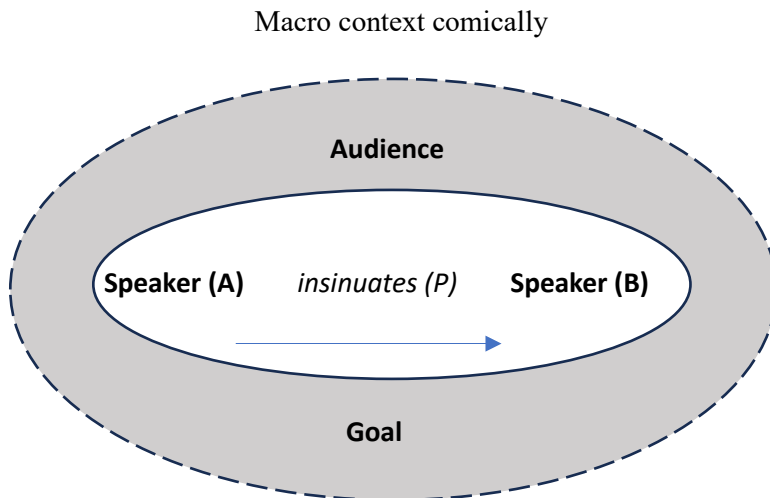 Macro context comically
Audience
Speaker (A) insinuates (P) Speaker (B)
Goal